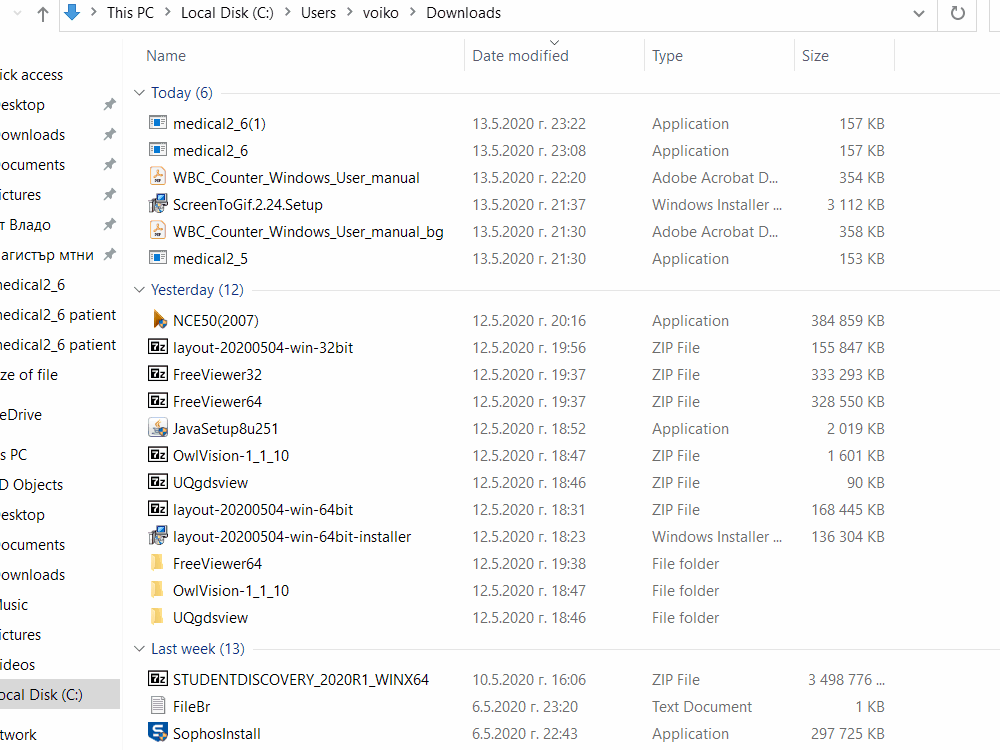 This PC > Local Disk (C:) > Users > voiko > Downloads
Name Date modified Type Size
ick access
esktop
ownloads
ocuments
ictures
т Владо
агистър мтни
nedical2_6
nedical2_6 patient
nedical2_6 patient
ze of file
eDrive
s PC
D Objects
esktop
ocuments
ownloads
Music
ictures
ideos
ocal Disk (C:)
twork
Today (6)
medical2_6(1) 13.5.2020 г. 23:22 Application 157 KB
medical2_6 13.5.2020 г. 23:08 Application 157 KB
WBC_Counter_Windows_User_manual 13.5.2020 г. 22:20 Adobe Acrobat D... 354 KB
ScreenToGif.2.24.Setup 13.5.2020 г. 21:37 Windows Installer ... 3 112 KB
WBC_Counter_Windows_User_manual_bg 13.5.2020 г. 21:30 Adobe Acrobat D... 358 KB
medical2_5 13.5.2020 г. 21:30 Application 153 KB
Yesterday (12)
NCE50(2007) 12.5.2020 г. 20:16 Application 384 859 KB
layout-20200504-win-32bit 12.5.2020 г. 19:56 ZIP File 155 847 KB
FreeViewer32 12.5.2020 г. 19:37 ZIP File 333 293 KB
FreeViewer64 12.5.2020 г. 19:37 ZIP File 328 550 KB
JavaSetup8u251 12.5.2020 г. 18:52 Application 2 019 KB
OwlVision-1_1_10 12.5.2020 г. 18:47 ZIP File 1 601 KB
UQgdsview 12.5.2020 г. 18:46 ZIP File 90 KB
layout-20200504-win-64bit 12.5.2020 г. 18:31 ZIP File 168 445 KB
layout-20200504-win-64bit-installer 12.5.2020 г. 18:23 Windows Installer ... 136 304 KB
FreeViewer64 12.5.2020 г. 19:38 File folder
OwlVision-1_1_10 12.5.2020 г. 18:47 File folder
UQgdsview 12.5.2020 г. 18:46 File folder
Last week (13)
STUDENTDISCOVERY_2020R1_WINX64 10.5.2020 г. 16:06 ZIP File 3 498 776 ...
FileBr 6.5.2020 г. 23:20 Text Document 1 KB
SophosInstall 6.5.2020 г. 22:43 Application 297 725 KB